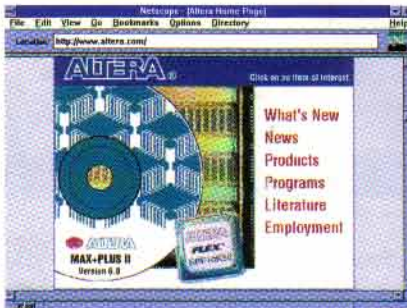 Netscape - [Altera Home Page]
File Edit View Go Bookmarks Options Directory Help
Location: http://www.altera.com/
ALTERA®
Click on an item of interest
What's New
News
Products
Programs
Literature
Employment
ALTERA
MAX+PLUS II
Version 6.0
ALTERA
FLEX